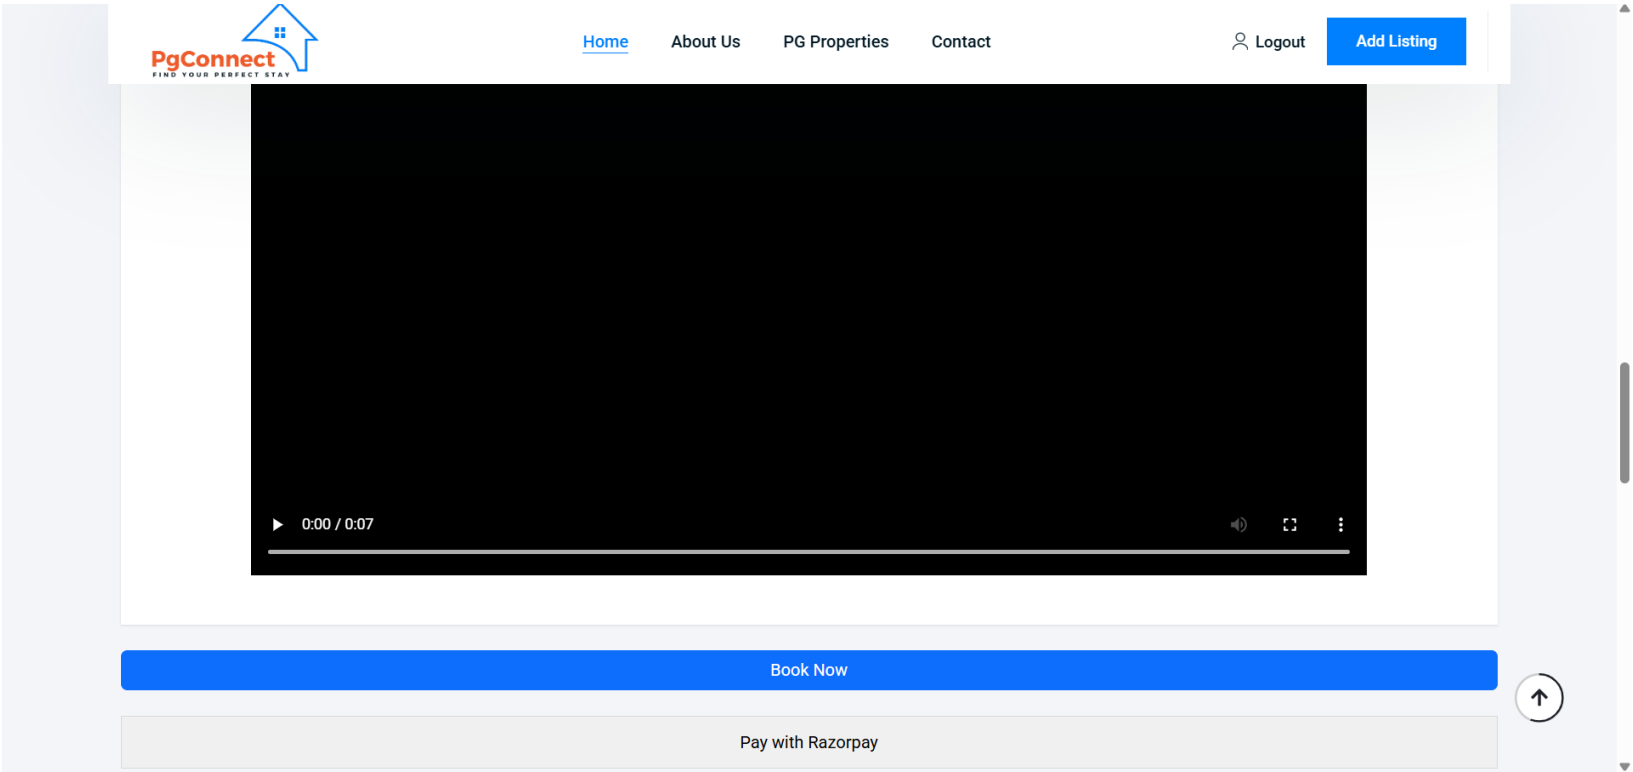 PgConnect
FIND YOUR PERFECT STAY
Home About Us PG Properties Contact Logout Add Listing
0:00 / 0:07
Book Now
Pay with Razorpay